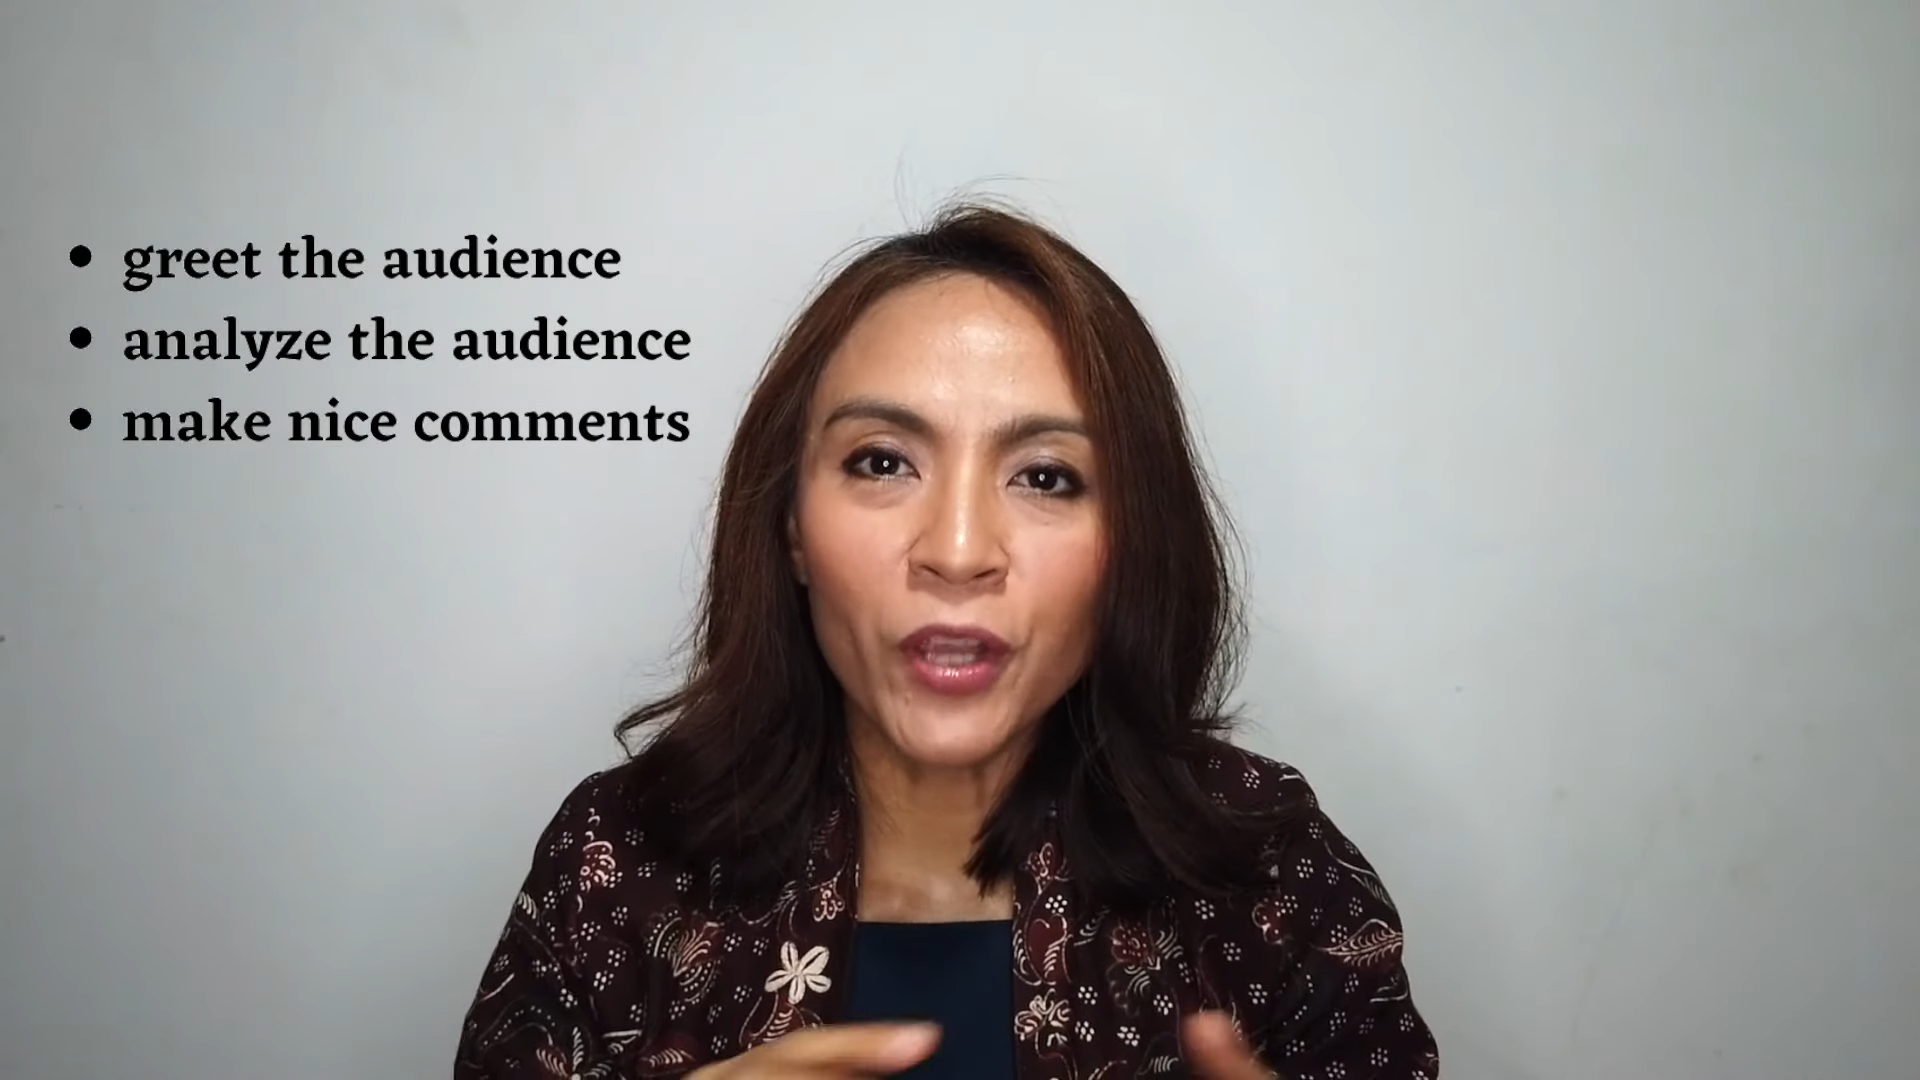 • greet the audience
• analyze the audience
• make nice comments